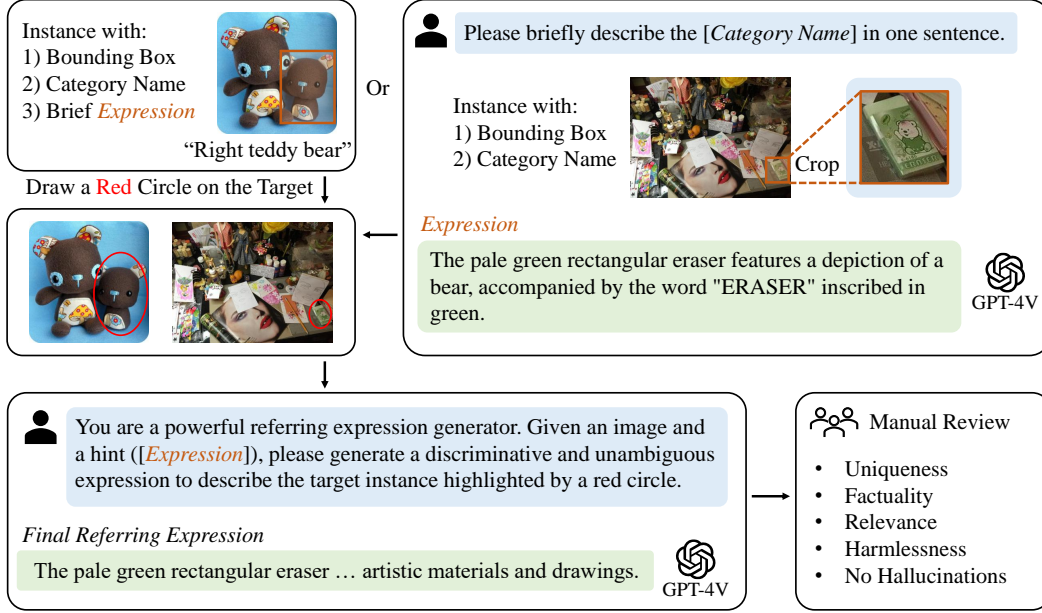 Instance with:
1) Bounding Box
2) Category Name
3) Brief Expression
“Right teddy bear”
Or
Please briefly describe the [Category Name] in one sentence.
Instance with:
1) Bounding Box
2) Category Name
Crop
Expression
The pale green rectangular eraser features a depiction of a
bear, accompanied by the word "ERASER" inscribed in
green.
GPT-4V
Draw a Red Circle on the Target
You are a powerful referring expression generator. Given an image and
a hint ([Expression]), please generate a discriminative and unambiguous
expression to describe the target instance highlighted by a red circle.
Final Referring Expression
The pale green rectangular eraser … artistic materials and drawings.
GPT-4V
Manual Review
• Uniqueness
• Factuality
• Relevance
• Harmlessness
• No Hallucinations